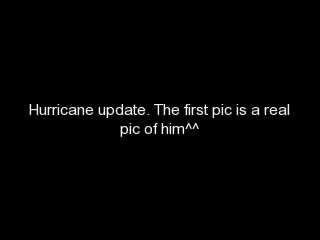 Hurricane update. The first pic is a real
pic of him^^